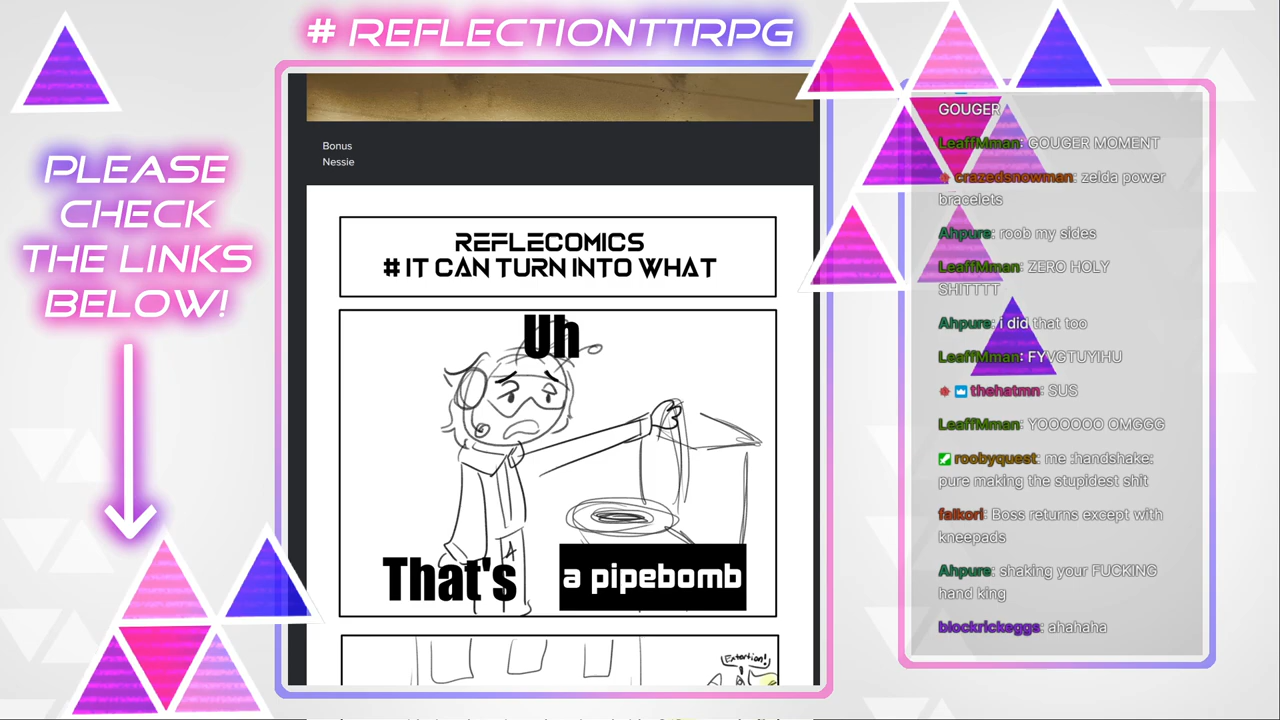 # REFLECTIONTTRPG
PLEASE
CHECK
THE LINKS
BELOW!
Bonus
Nessie
REFLECOMICS
# IT CAN TURN INTO WHAT
Uh
That's
a pipebomb
A
Extortion!
GOUGER
LeaffMman: GOUGER MOMENT
crazedsnowman: zelda power
bracelets
Ahpure: roob my sides
LeaffMman: ZERO HOLY
SHITTTT
Ahpure: i did that too
LeaffMman: FYVGTUYIHU
thehatmn: SUS
LeaffMman: YOOOOOO OMGGG
roobyquest: me :handshake:
pure making the stupidest shit
falkori: Boss returns except with
kneepads
Ahpure: shaking your FUCKING
hand king
blockrickeggs: ahahaha